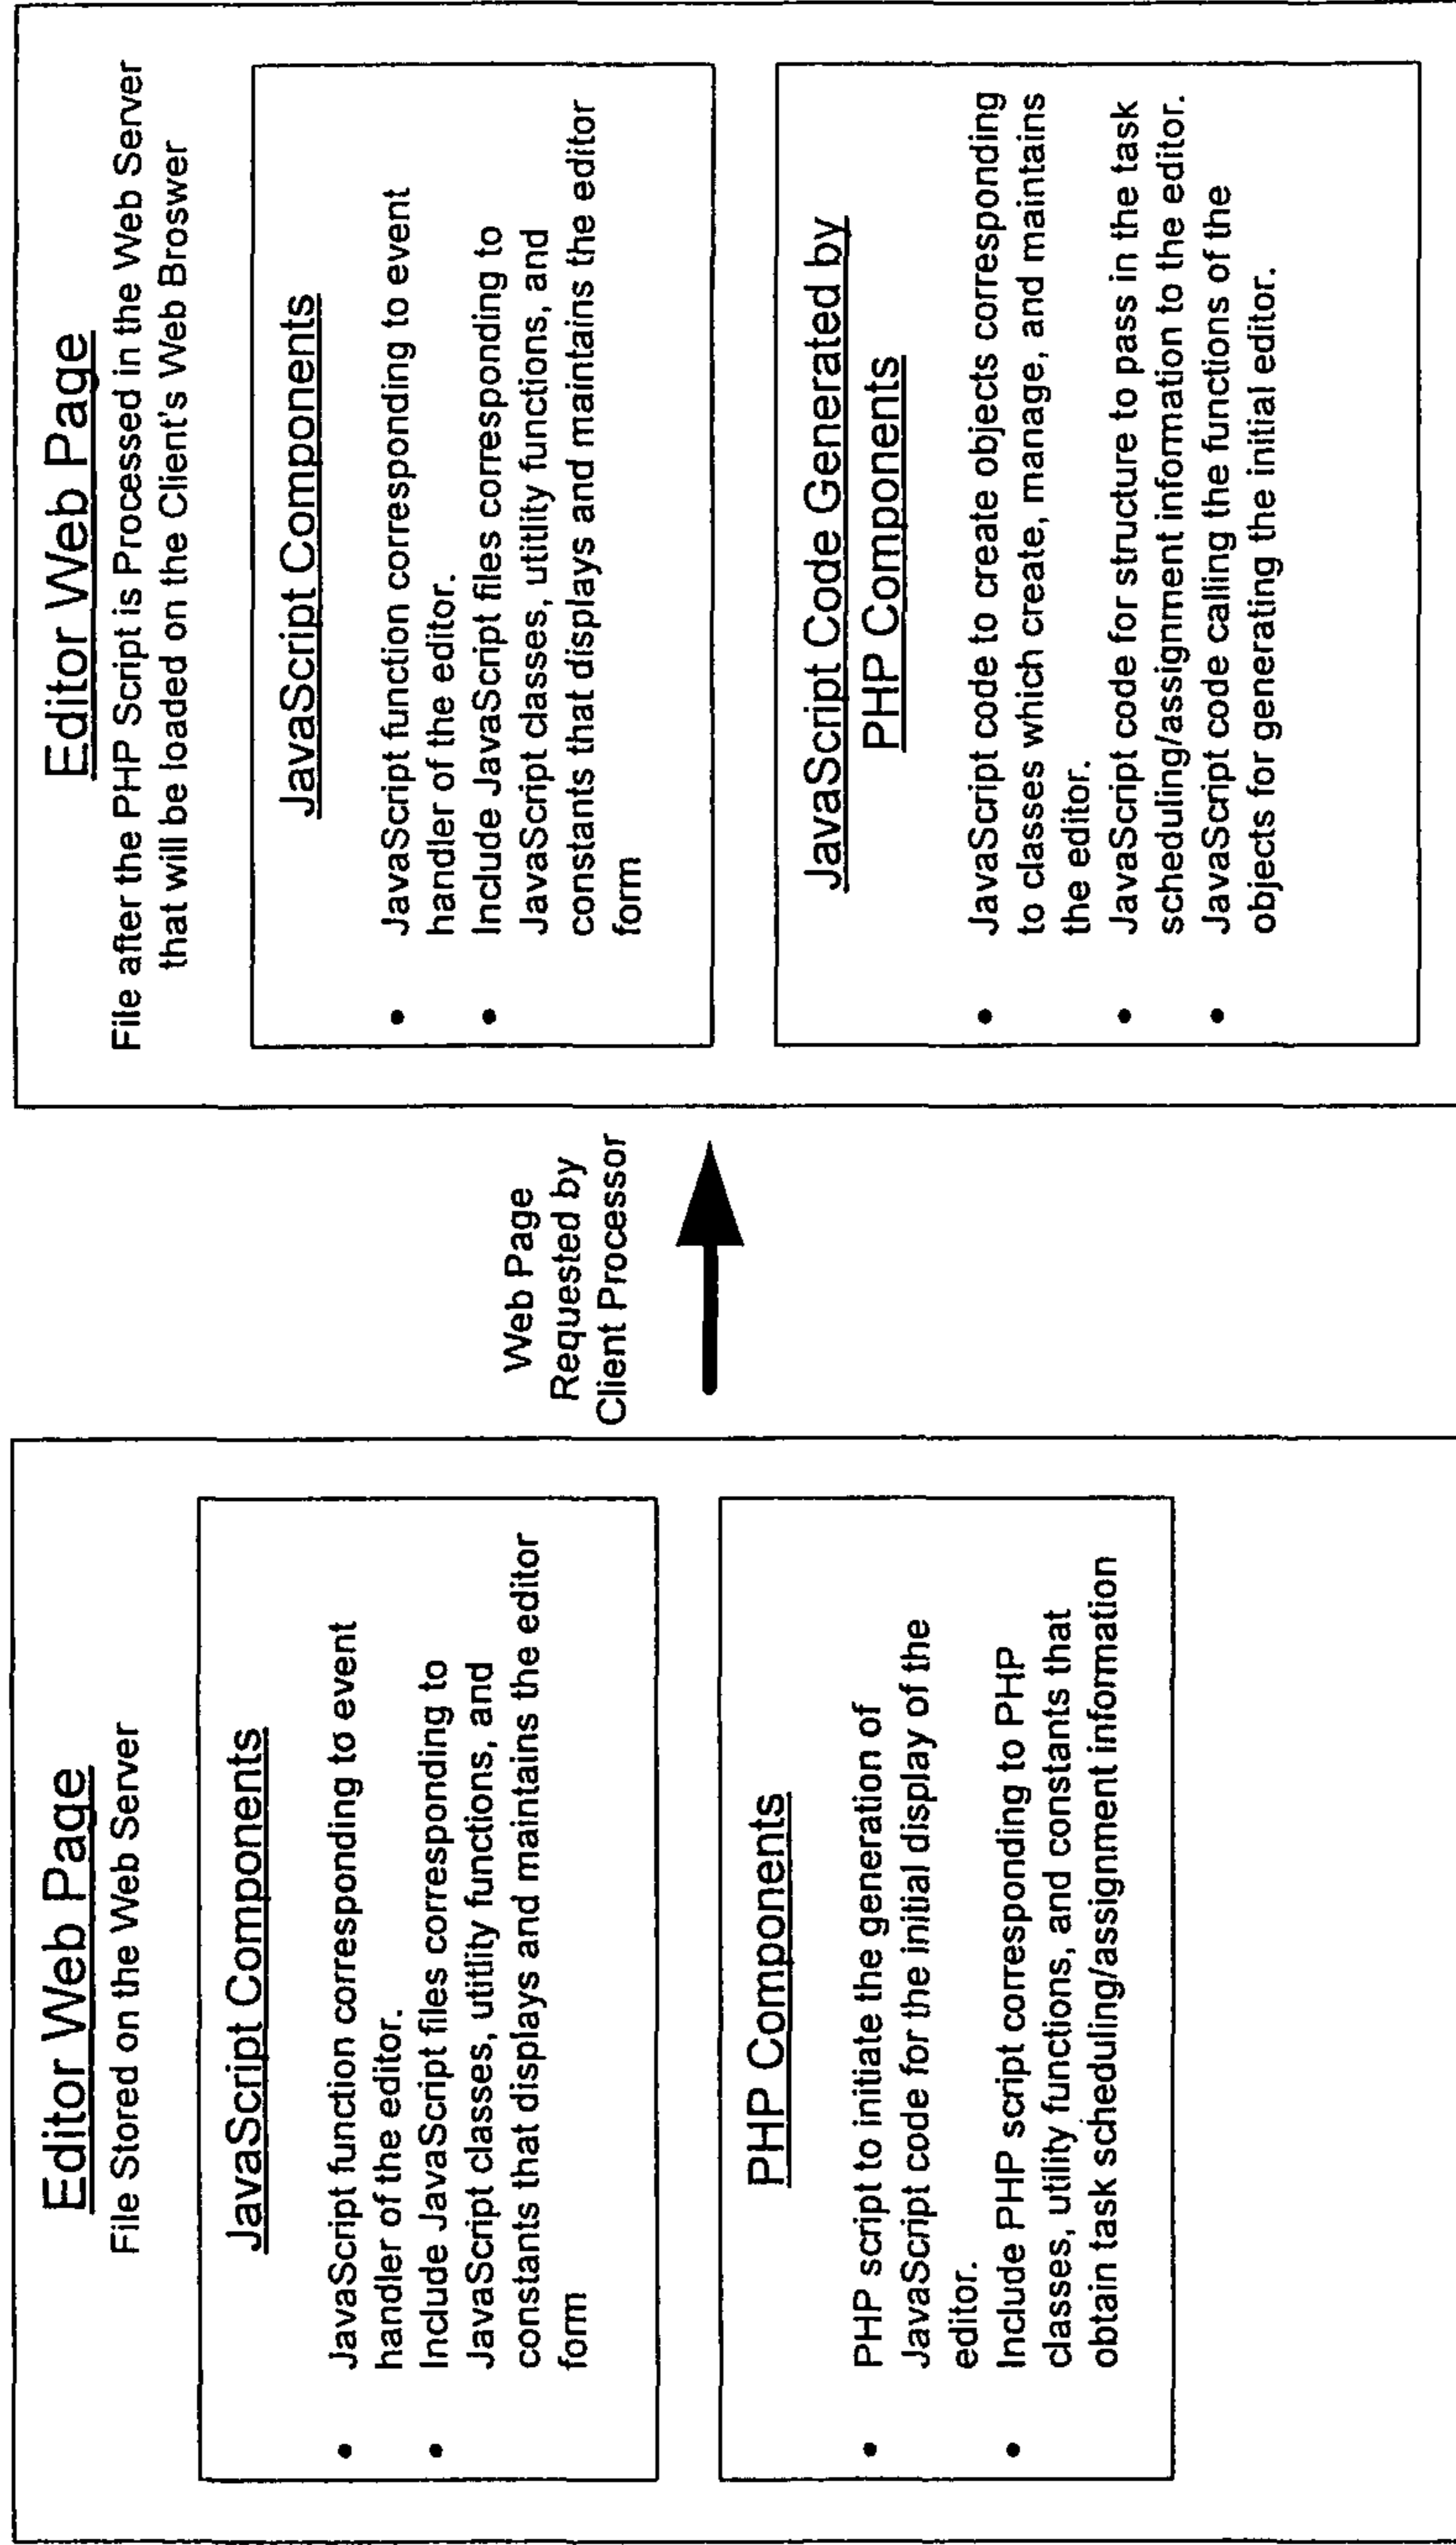 Editor Web Page
File Stored on the Web Server
JavaScript Components
• JavaScript function corresponding to event
handler of the editor.
• Include JavaScript files corresponding to
JavaScript classes, utitlity functions, and
constants that displays and maintains the editor
form
PHP Components
• PHP script to initiate the generation of
JavaScript code for the initial display of the
editor.
• Include PHP script corresponding to PHP
classes, utility functions, and constants that
obtain task scheduling/assignment information
Web Page
Requested by
Client Processor
Editor Web Page
File after the PHP Script is Processed in the Web Server
that will be loaded on the Client's Web Broswer
JavaScript Components
• JavaScript function corresponding to event
handler of the editor.
• Include JavaScript files corresponding to
JavaScript classes, utitlity functions, and
constants that displays and maintains the editor
form
JavaScript Code Generated by
PHP Components
• JavaScript code to create objects corresponding
to classes which create, manage, and maintains
the editor.
• JavaScript code for structure to pass in the task
scheduling/assignment information to the editor.
• JavaScript code calling the functions of the
objects for generating the initial editor.